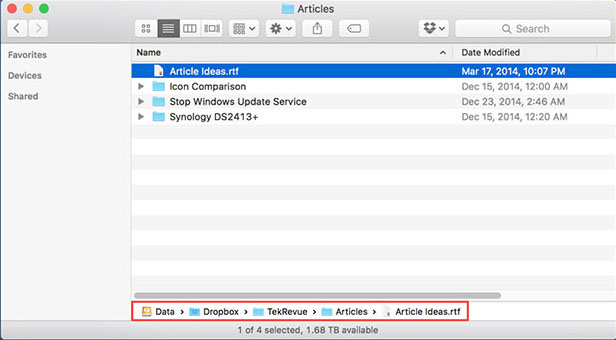 Articles
Search
Favorites
Devices
Shared
Name Date Modified
Article Ideas.rtf Mar 17, 2014, 10:07 PM
Icon Comparison Dec 15, 2014, 12:00 AM
Stop Windows Update Service Dec 23, 2014, 2:46 AM
Synology DS2413+ Dec 15, 2014, 12:20 AM
Data › Dropbox › TekRevue › Articles › Article Ideas.rtf
1 of 4 selected, 1.68 TB available